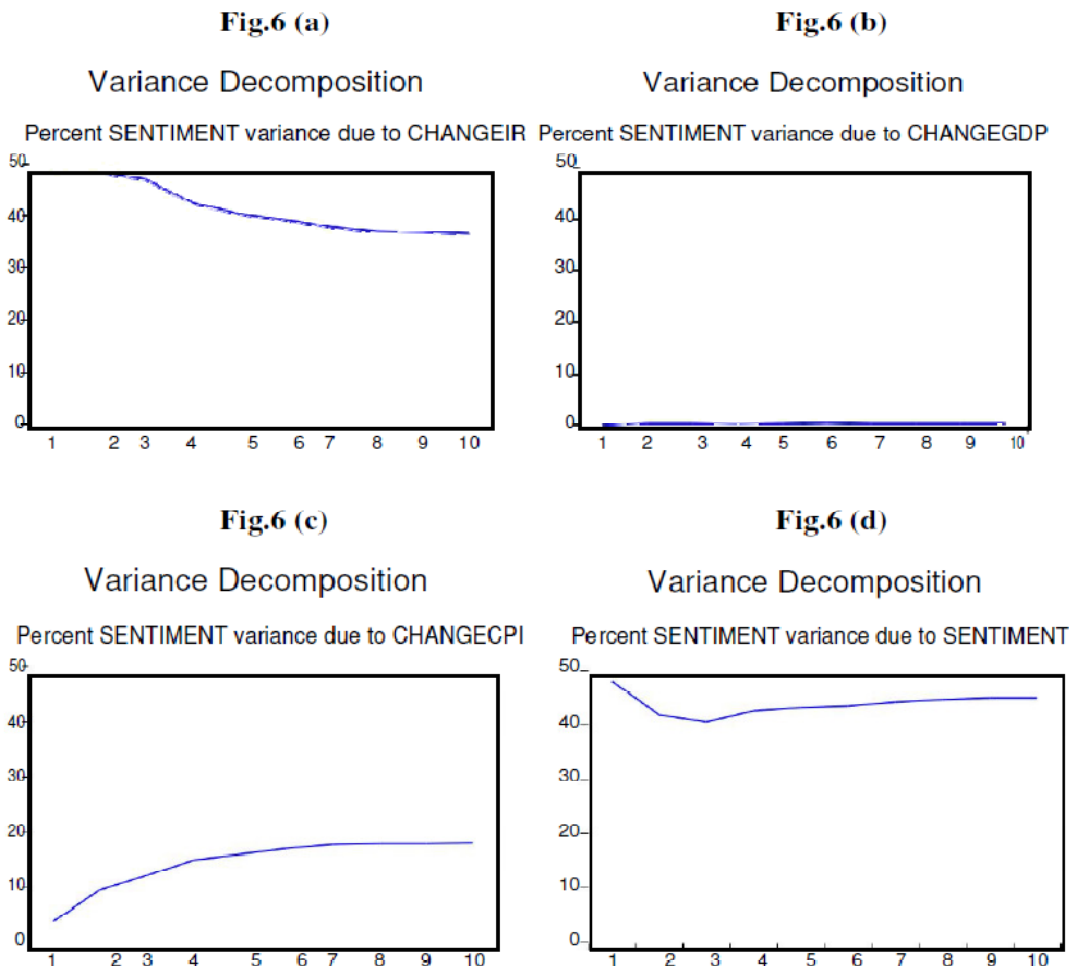 Fig.6 (a)
Variance Decomposition
Percent SENTIMENT variance due to CHANGEIR
50
40
30
20
10
0
1 2 3 4 5 6 7 8 9 10
Fig.6 (b)
Variance Decomposition
Percent SENTIMENT variance due to CHANGEGDP
50
40
30
20
10
0
1 2 3 4 5 6 7 8 9 10
Fig.6 (c)
Variance Decomposition
Percent SENTIMENT variance due to CHANGECPI
50
40
30
20
10
0
1 2 3 4 5 6 7 8 9 10
Fig.6 (d)
Variance Decomposition
Percent SENTIMENT variance due to SENTIMENT
50
40
30
20
10
0
1 2 3 4 5 6 7 8 9 10